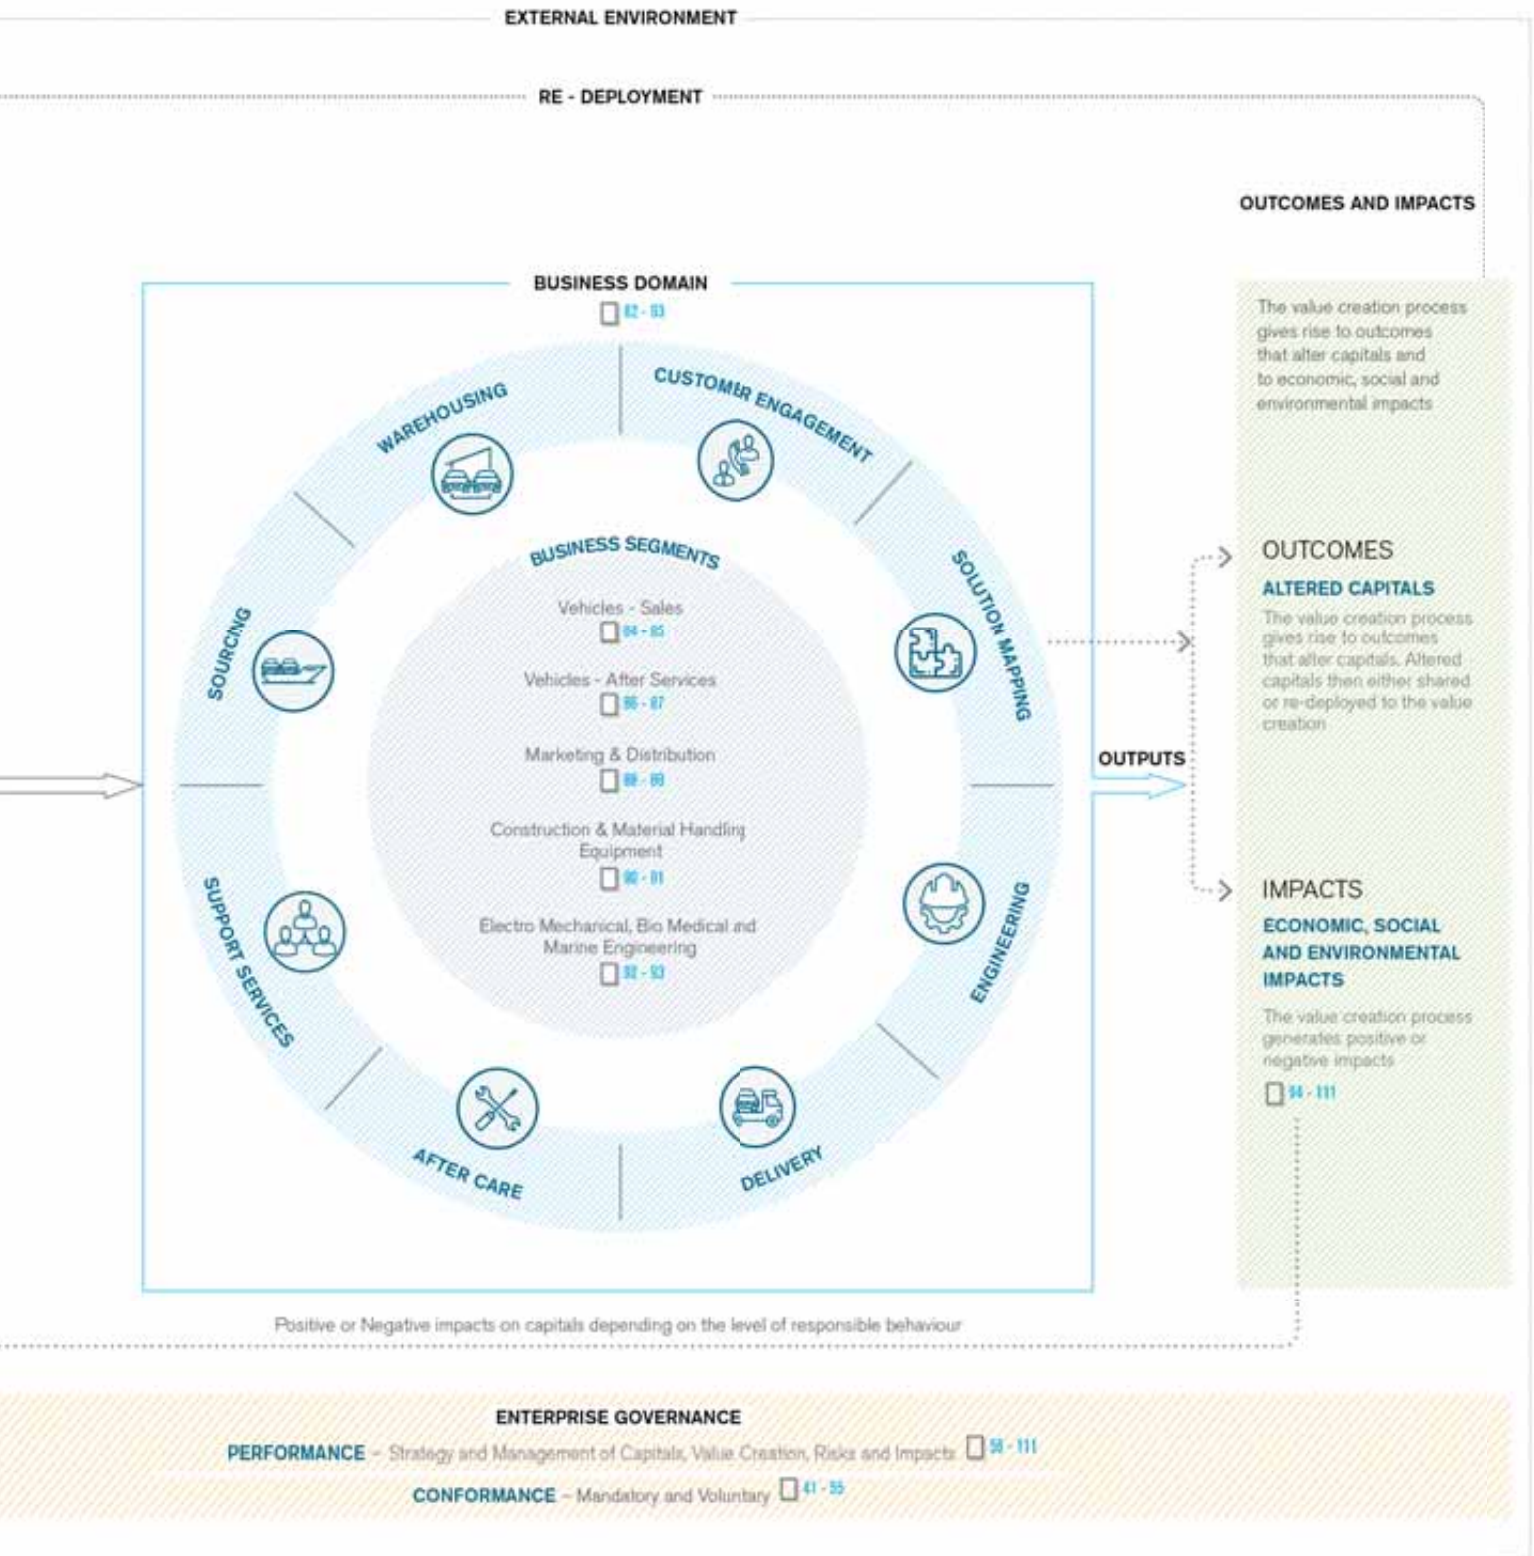 EXTERNAL ENVIRONMENT
RE - DEPLOYMENT
OUTCOMES AND IMPACTS
BUSINESS DOMAIN
The value creation process
gives rise to outcomes
that alter capitals and
to economic, social and
environmental impacts
WAREHOUSING
CUSTOMER ENGAGEMENT
SOLUTION MAPPING
ENGINEERING
DELIVERY
AFTER CARE
SUPPORT SERVICES
SOURCING
BUSINESS SEGMENTS
Vehicles - Sales
Vehicles - After Services
Marketing & Distribution
Construction & Material Handling
Equipment
Electro Mechanical, Bio Medical and
Marine Engineering
OUTPUTS
OUTCOMES
ALTERED CAPITALS
The value creation process
gives rise to outcomes
that alter capitals. Altered
capitals then either shared
or re-deployed to the value
creation
IMPACTS
ECONOMIC, SOCIAL
AND ENVIRONMENTAL
IMPACTS
The value creation process
generates positive or
negative impacts
94 - 111
Positive or Negative impacts on capitals depending on the level of responsible behaviour
ENTERPRISE GOVERNANCE
PERFORMANCE – Strategy and Management of Capitals, Value Creation, Risks and Impacts
CONFORMANCE – Mandatory and Voluntary 41 - 55